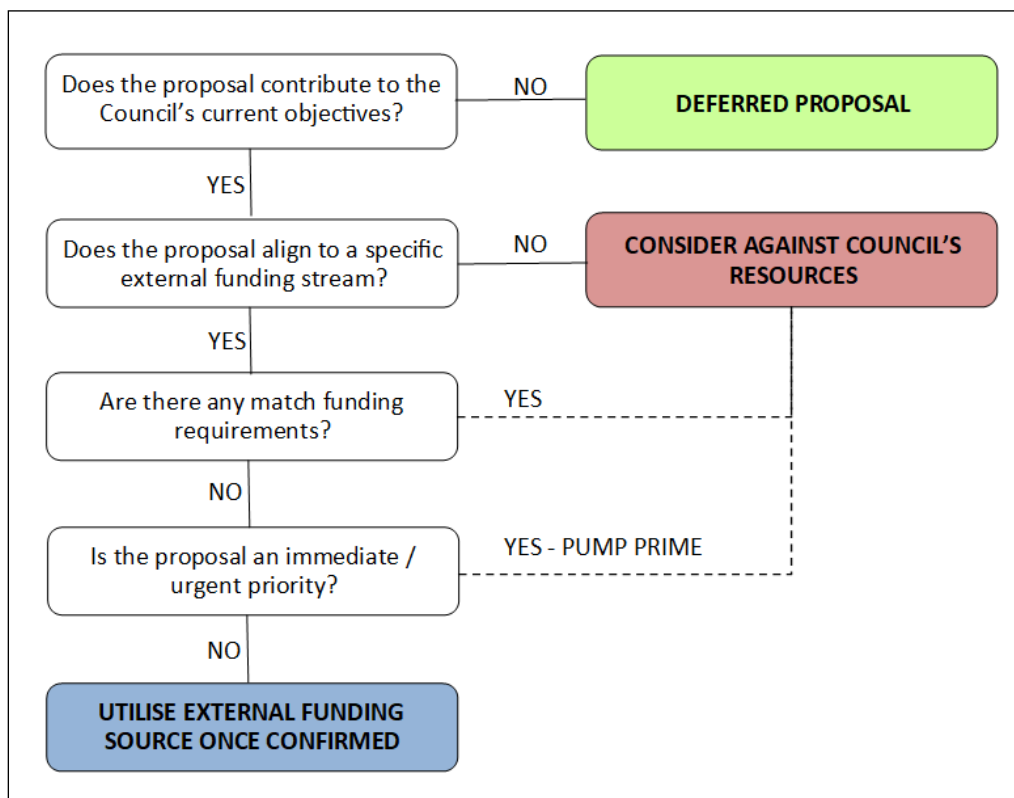 Does the proposal contribute to the
Council’s current objectives?
NO
DEFERRED PROPOSAL
YES
Does the proposal align to a specific
external funding stream?
NO
CONSIDER AGAINST COUNCIL’S
RESOURCES
YES
Are there any match funding
requirements?
YES
NO
Is the proposal an immediate /
urgent priority?
YES - PUMP PRIME
NO
UTILISE EXTERNAL FUNDING
SOURCE ONCE CONFIRMED